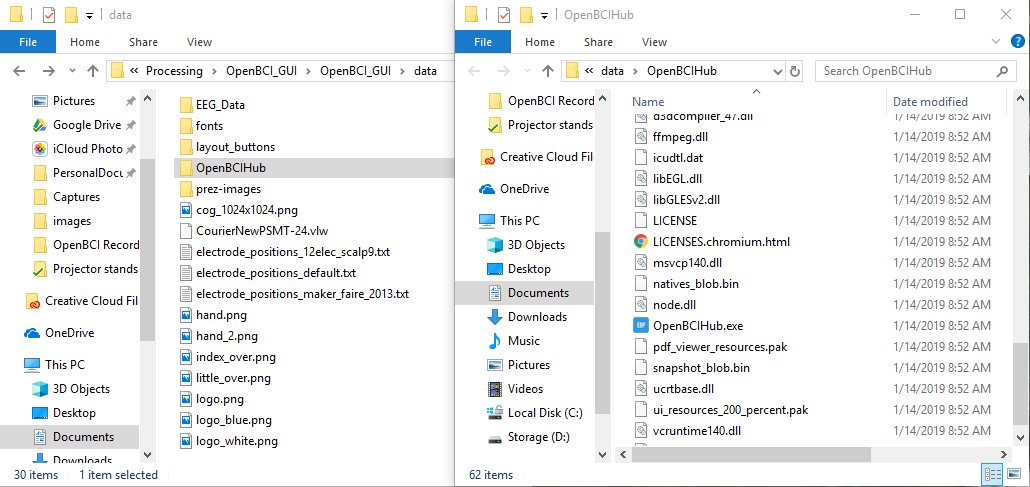 data
File Home Share View
Processing OpenBCI_GUI OpenBCI_GUI data
Pictures
Google Drive
iCloud Photo
PersonalDocu
Captures
images
OpenBCI Record
Projector stands
Creative Cloud File
OneDrive
This PC
3D Objects
Desktop
Documents
Downloads
EEG_Data
fonts
layout_buttons
OpenBCIHub
prez-images
cog_1024x1024.png
CourierNewPSMT-24.vlw
electrode_positions_12elec_scalp9.txt
electrode_positions_default.txt
electrode_positions_maker_faire_2013.txt
hand.png
hand_2.png
index_over.png
little_over.png
logo.png
logo_blue.png
logo_white.png
30 items 1 item selected
OpenBCIHub
File Home Share View
data OpenBCIHub Search OpenBCIHub
OpenBCI Record
Projector stands
Creative Cloud File
OneDrive
This PC
3D Objects
Desktop
Documents
Downloads
Music
Pictures
Videos
Local Disk (C:)
Storage (D:)
Name Date modified
d3dcompiler_47.dll 1/14/2019 8:52 AM
ffmpeg.dll 1/14/2019 8:52 AM
icudtl.dat 1/14/2019 8:52 AM
libEGL.dll 1/14/2019 8:52 AM
libGLESv2.dll 1/14/2019 8:52 AM
LICENSE 1/14/2019 8:52 AM
LICENSES.chromium.html 1/14/2019 8:52 AM
msvcp140.dll 1/14/2019 8:52 AM
natives_blob.bin 1/14/2019 8:52 AM
node.dll 1/14/2019 8:52 AM
OpenBCIHub.exe 1/14/2019 8:52 AM
pdf_viewer_resources.pak 1/14/2019 8:52 AM
snapshot_blob.bin 1/14/2019 8:52 AM
ucrtbase.dll 1/14/2019 8:52 AM
ui_resources_200_percent.pak 1/14/2019 8:52 AM
vcruntime140.dll 1/14/2019 8:52 AM
62 items